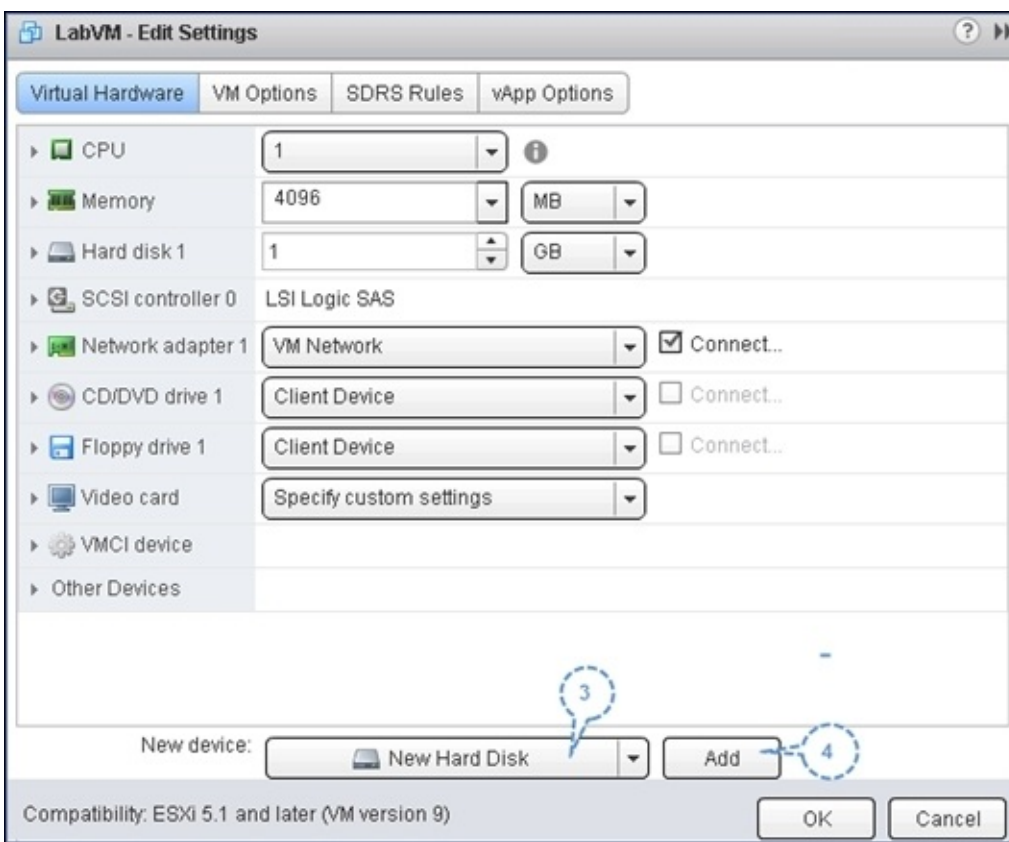 LabVM - Edit Settings ?
Virtual Hardware VM Options SDRS Rules vApp Options
CPU 1
Memory 4096 MB
Hard disk 1 1 GB
SCSI controller 0 LSI Logic SAS
Network adapter 1 VM Network Connect...
CD/DVD drive 1 Client Device Connect...
Floppy drive 1 Client Device Connect...
Video card Specify custom settings
VMCI device
Other Devices
3
New device: New Hard Disk Add 4
Compatibility: ESXi 5.1 and later (VM version 9) OK Cancel